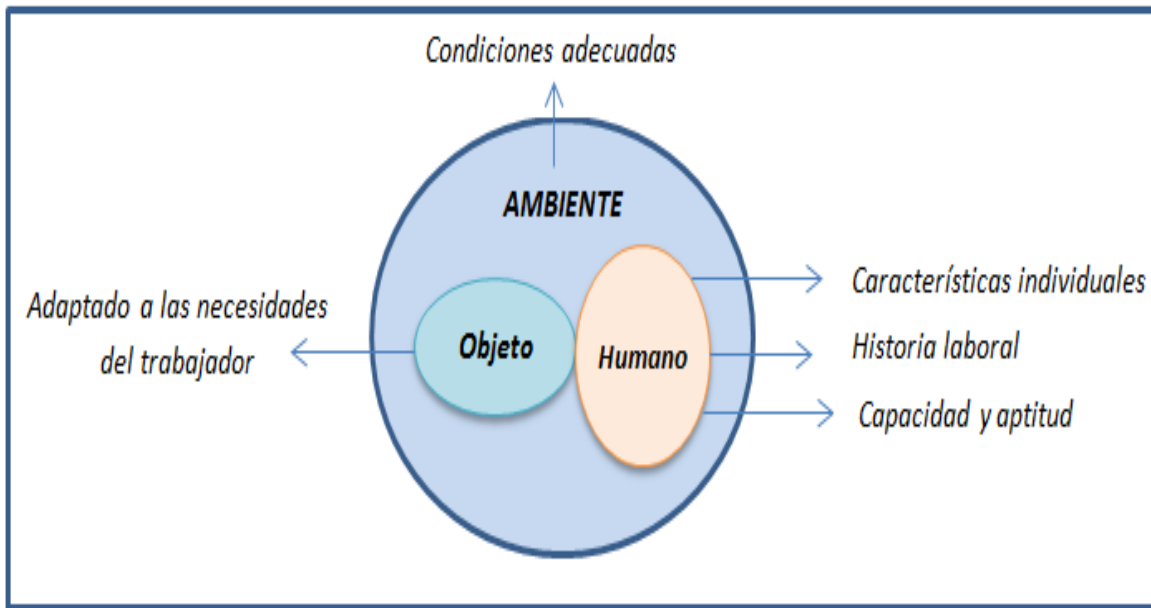 Condiciones adecuadas
AMBIENTE
Adaptado a las necesidades
del trabajador
Objeto
Humano
Características individuales
Historia laboral
Capacidad y aptitud